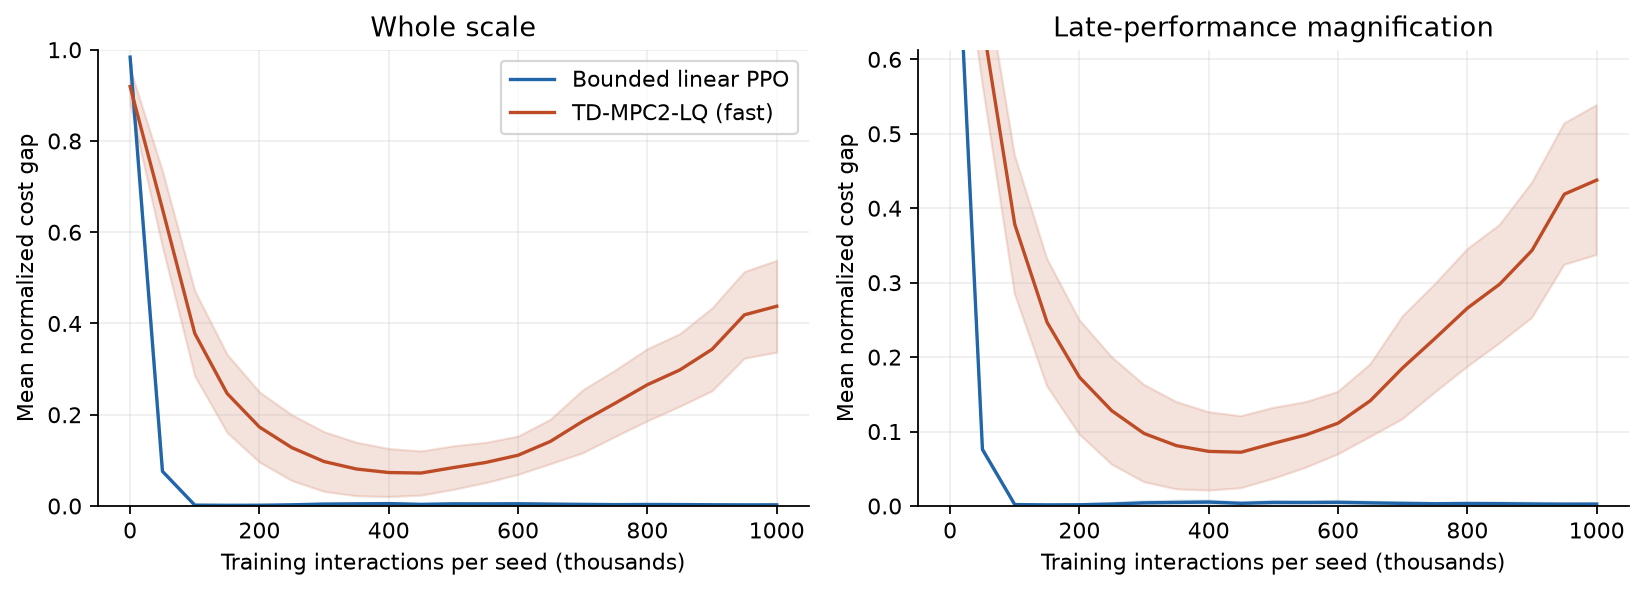 Whole scale
Mean normalized cost gap
1.0
0.8
0.6
0.4
0.2
0.0
Bounded linear PPO
TD-MPC2-LQ (fast)
0 200 400 600 800 1000
Training interactions per seed (thousands)
Late-performance magnification
Mean normalized cost gap
0.6
0.5
0.4
0.3
0.2
0.1
0.0
0 200 400 600 800 1000
Training interactions per seed (thousands)